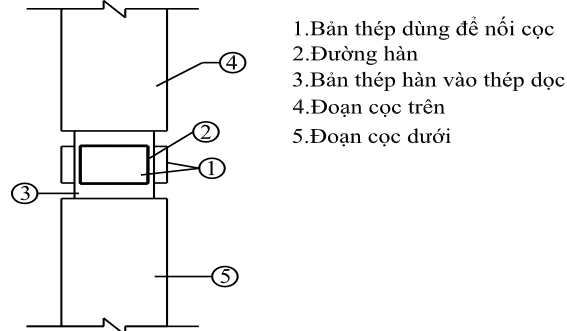 1.Bản thép dùng để nối cọc
2.Đường hàn
3.Bản thép hàn vào thép dọc
4.Đoạn cọc trên
5.Đoạn cọc dưới
4
2
1
3
5